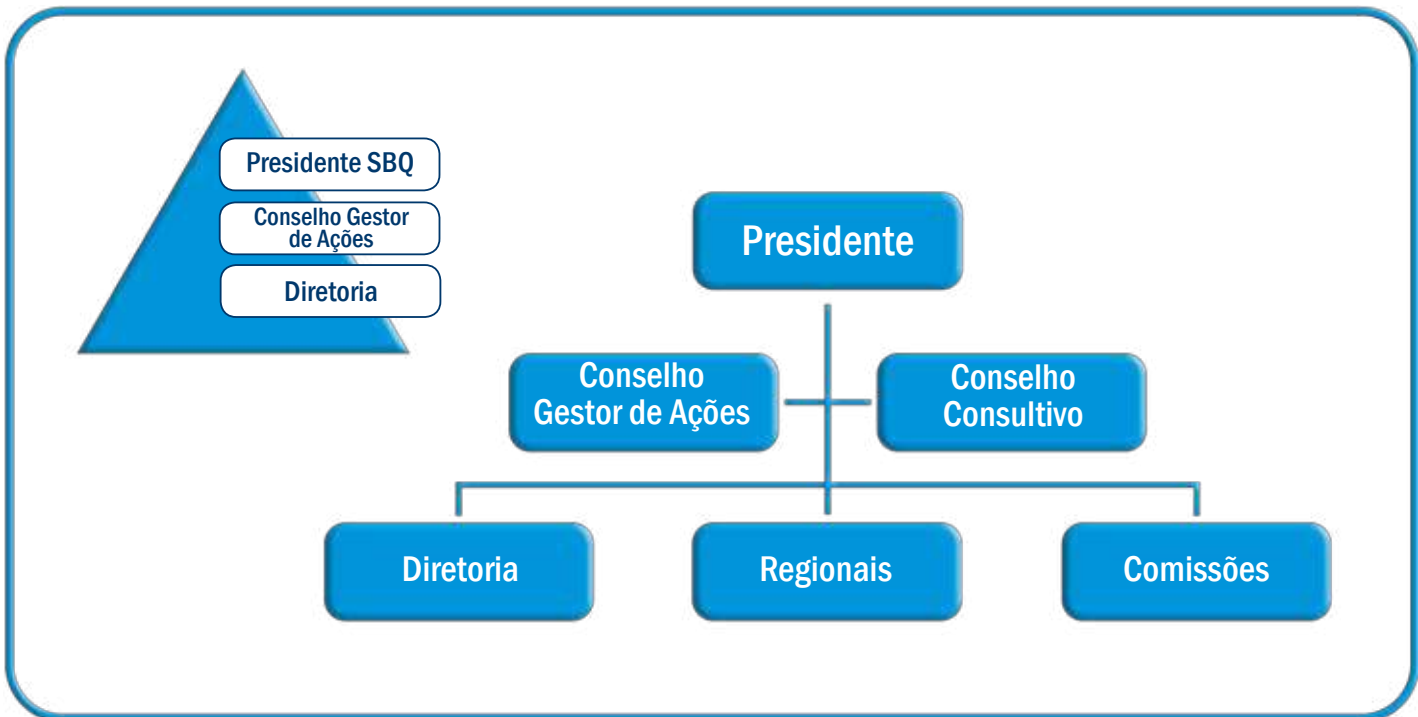 Presidente SBQ
Conselho Gestor
de Ações
Diretoria
Presidente
Conselho
Gestor de Ações
Conselho
Consultivo
Diretoria
Regionais
Comissões